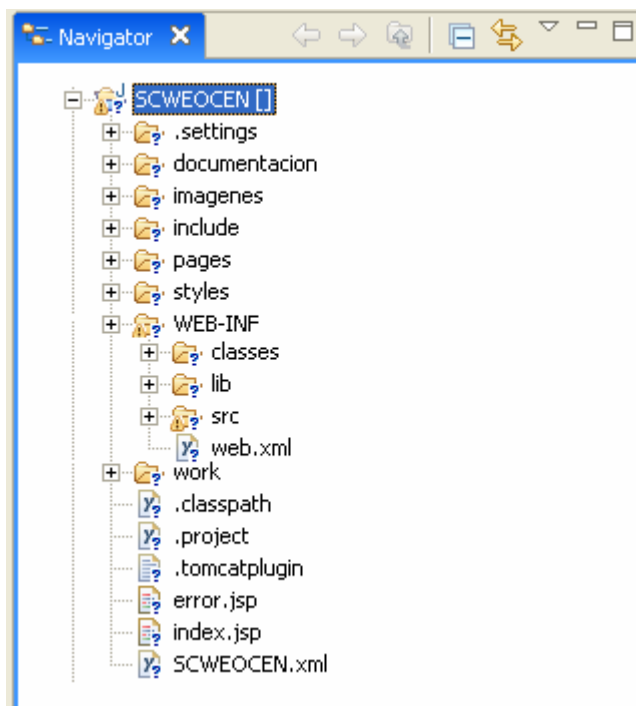 Navigator
SCWEOCEN []
.settings
documentacion
imagenes
include
pages
styles
WEB-INF
classes
lib
src
web.xml
work
.classpath
.project
.tomcatplugin
error.jsp
index.jsp
SCWEOCEN.xml